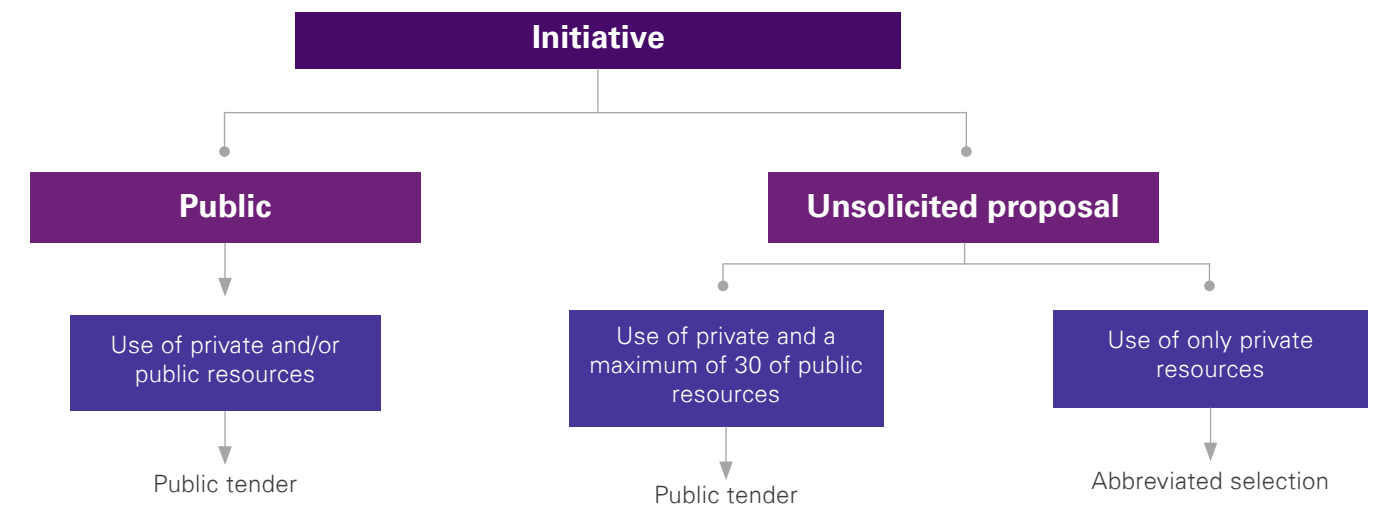 Initiative
Public
Unsolicited proposal
Use of private and/or
public resources
Use of private and a
maximum of 30 of public
resources
Use of only private
resources
Public tender
Public tender
Abbreviated selection